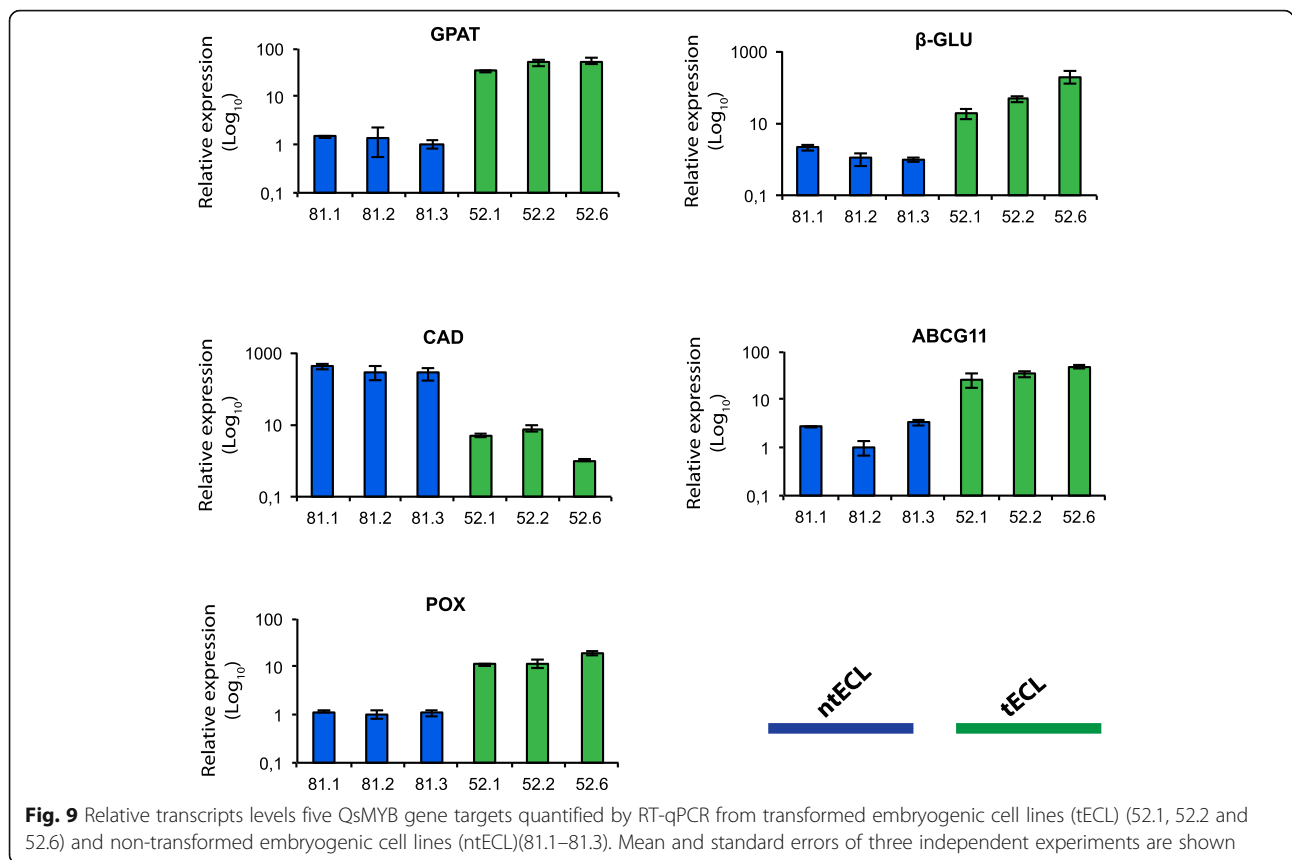 GPAT
Relative expression
(Log10)
100
10
1
0,1
81.1 81.2 81.3 52.1 52.2 52.6
β-GLU
Relative expression
(Log10)
1000
10
0,1
81.1 81.2 81.3 52.1 52.2 52.6
CAD
Relative expression
(Log10)
1000
10
0,1
81.1 81.2 81.3 52.1 52.2 52.6
ABCG11
Relative expression
(Log10)
100
10
1
0,1
81.1 81.2 81.3 52.1 52.2 52.6
POX
Relative expression
(Log10)
100
10
1
0,1
81.1 81.2 81.3 52.1 52.2 52.6
ntECL
tECL
Fig. 9 Relative transcripts levels five QsMYB gene targets quantified by RT-qPCR from transformed embryogenic cell lines (tECL) (52.1, 52.2 and
52.6) and non-transformed embryogenic cell lines (ntECL)(81.1–81.3). Mean and standard errors of three independent experiments are shown